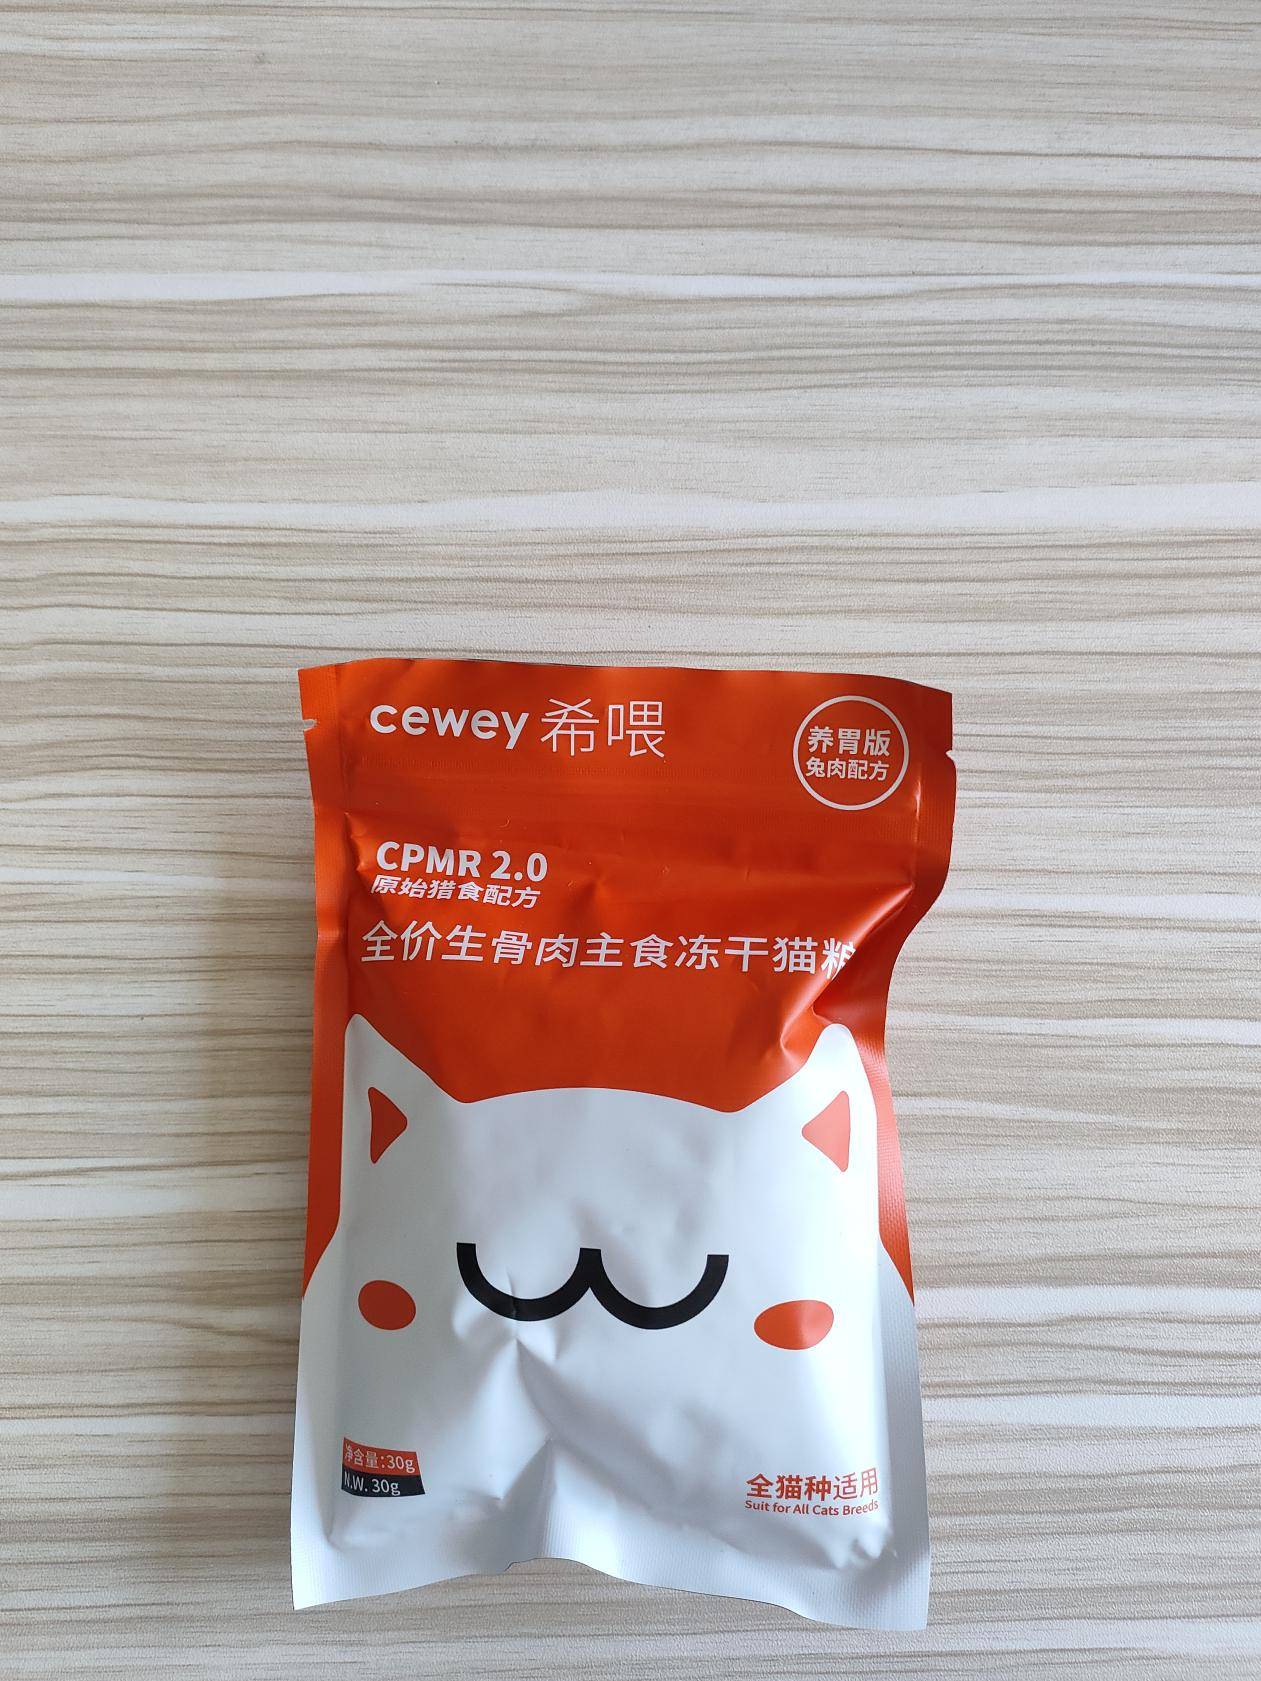 cewey 希喂
养胃版
兔肉配方
CPMR 2.0
原始猎食配方
全价生骨肉主食冻干猫粮
净含量:30g
N.W. 30g
全猫种适用
Suit for All Cats Breeds